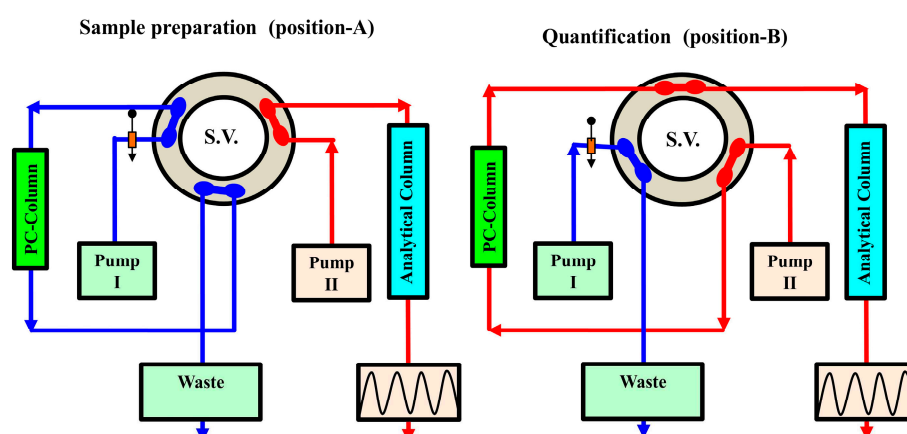 Sample preparation (position-A)
S.V.
PC-Column
Pump
I
Pump
II
Analytical Column
Waste
Quantification (position-B)
S.V.
PC-Column
Pump
I
Pump
II
Analytical Column
Waste